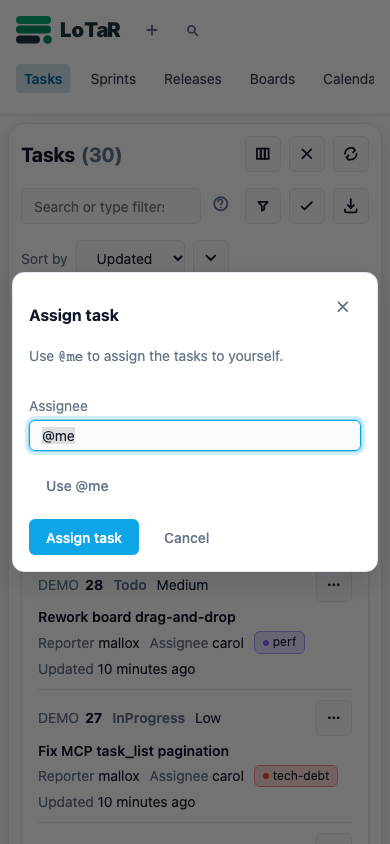 LoTaR
Tasks Sprints Releases Boards Calenda
Tasks (30)
Search or type filter:
Sort by Updated
Assign task
Use @me to assign the tasks to yourself.
Assignee
@me
Use @me
Assign task Cancel
DEMO 28 Todo Medium
Rework board drag-and-drop
Reporter mallox Assignee carol perf
Updated 10 minutes ago
DEMO 27 InProgress Low
Fix MCP task_list pagination
Reporter mallox Assignee carol tech-debt
Updated 10 minutes ago